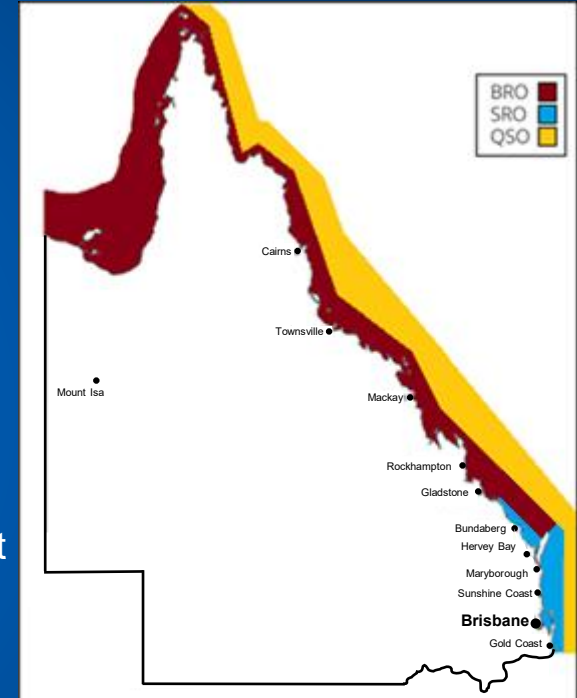 BRO
SRO
QSO
Cairns
Townsville
Mount Isa
Mackay
Rockhampton
Gladstone
Bundaberg
Hervey Bay
Maryborough
Sunshine Coast
Brisbane
Gold Coast
t